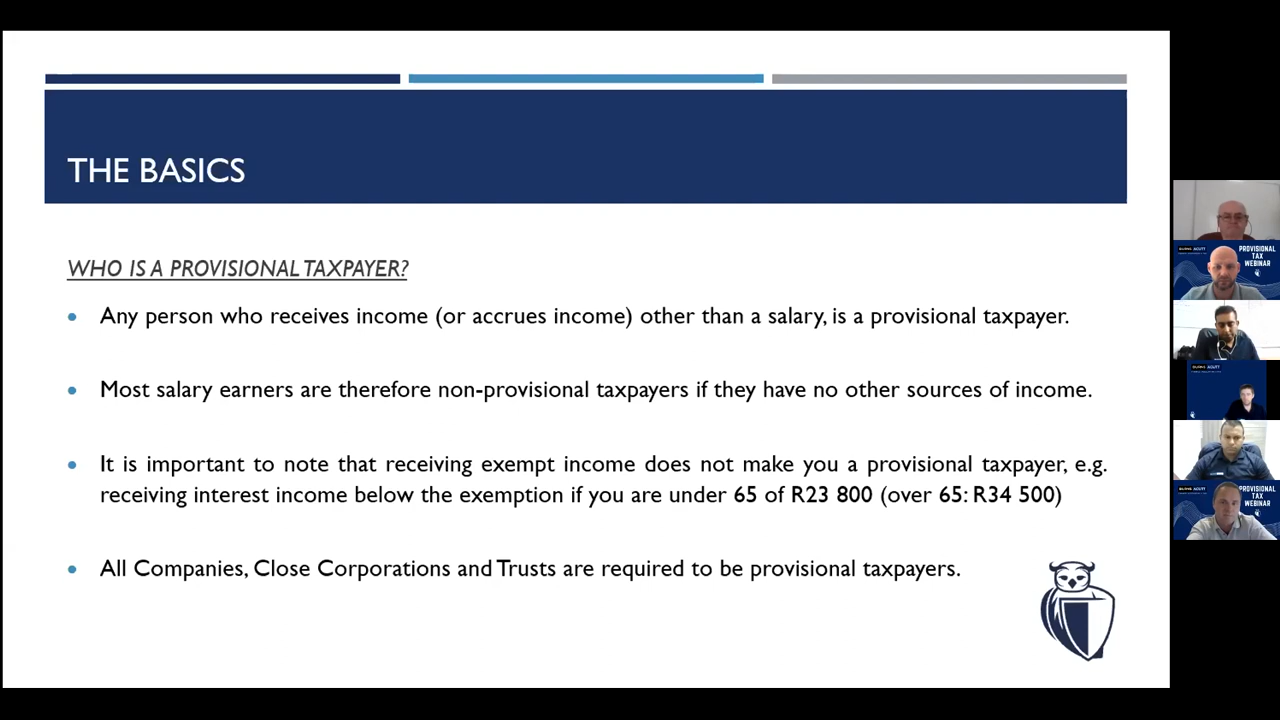 THE BASICS
WHO IS A PROVISIONAL TAXPAYER?
Any person who receives income (or accrues income) other than a salary, is a provisional taxpayer.
Most salary earners are therefore non-provisional taxpayers if they have no other sources of income.
It is important to note that receiving exempt income does not make you a provisional taxpayer, e.g.
receiving interest income below the exemption if you are under 65 of R23 800 (over 65: R34 500)
All Companies, Close Corporations and Trusts are required to be provisional taxpayers.
PROVISIONAL
TAX
WEBINAR
PROVISIONAL
TAX
WEBINAR